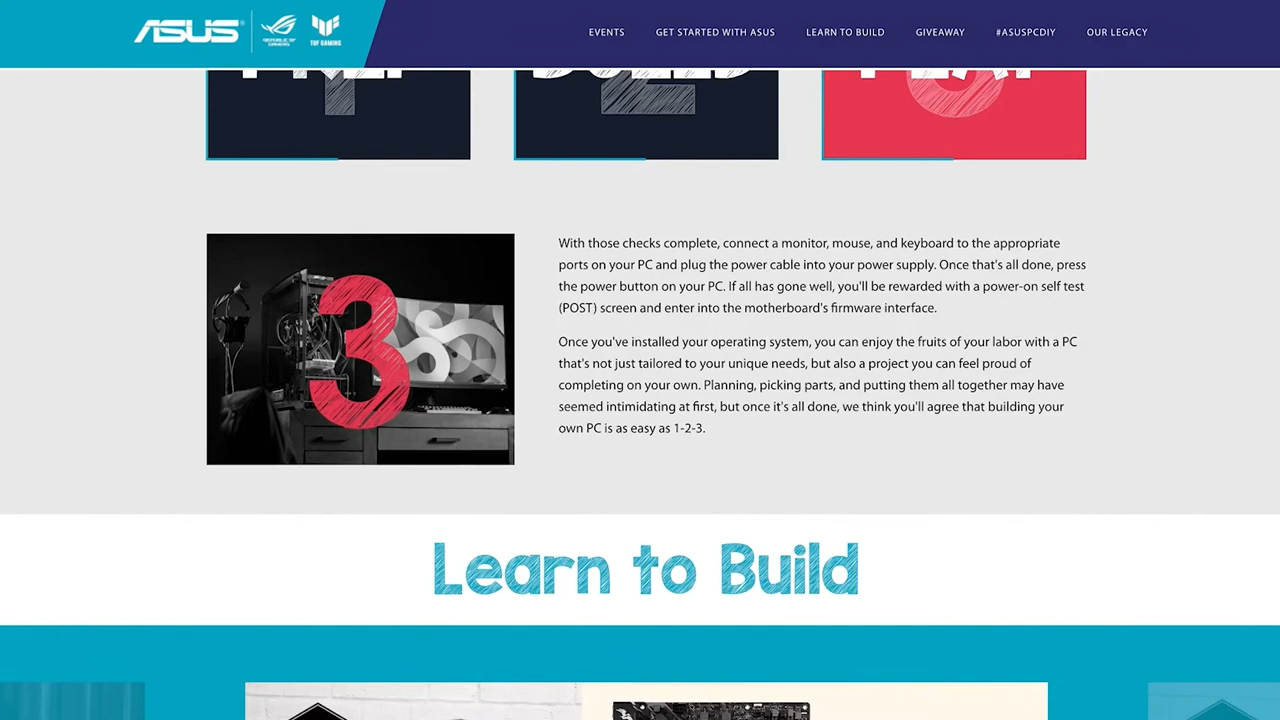 ASUS
REPUBLIC OF GAMERS
TUF GAMING
EVENTS
GET STARTED WITH ASUS
LEARN TO BUILD
GIVEAWAY
#ASUSPCDIY
OUR LEGACY
1
2
3
With those checks complete, connect a monitor, mouse, and keyboard to the appropriate
ports on your PC and plug the power cable into your power supply. Once that's all done, press
the power button on your PC. If all has gone well, you'll be rewarded with a power-on self test
(POST) screen and enter into the motherboard's firmware interface.
Once you've installed your operating system, you can enjoy the fruits of your labor with a PC
that's not just tailored to your unique needs, but also a project you can feel proud of
completing on your own. Planning, picking parts, and putting them all together may have
seemed intimidating at first, but once it's all done, we think you'll agree that building your
own PC is as easy as 1-2-3.
Learn to Build